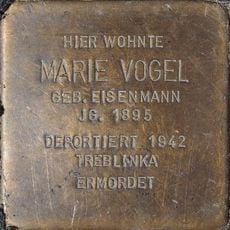 HIER WOHNTE
MARIE VOGEL
GEB. EISENMANN
JG. 1895
DEPORTIERT 1942
TREBLINKA
ERMORDET